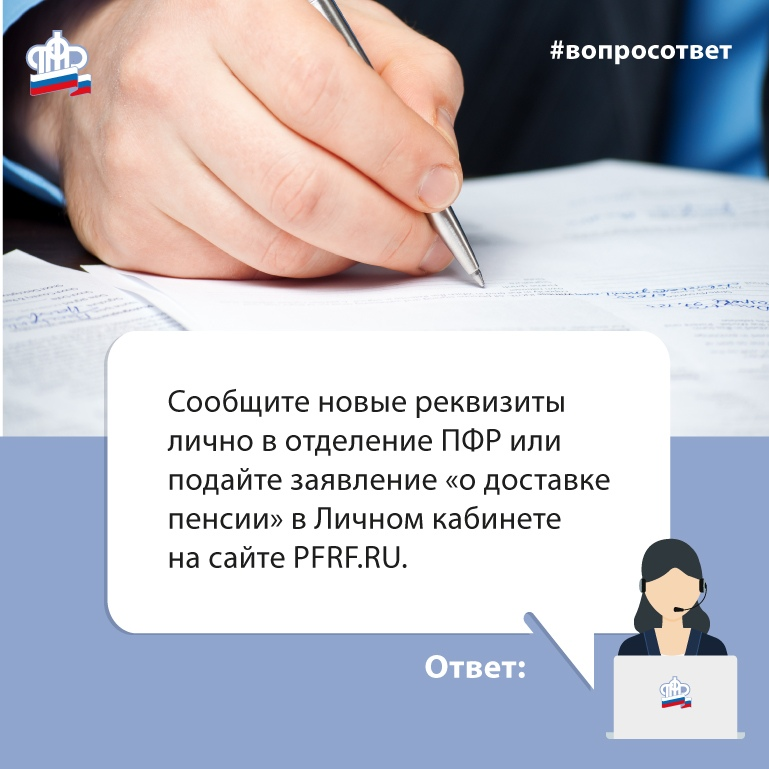 #вопросответ
Сообщите новые реквизиты
лично в отделение ПФР или
подайте заявление «о доставке
пенсии» в Личном кабинете
на сайте PFRF.RU.
Ответ: